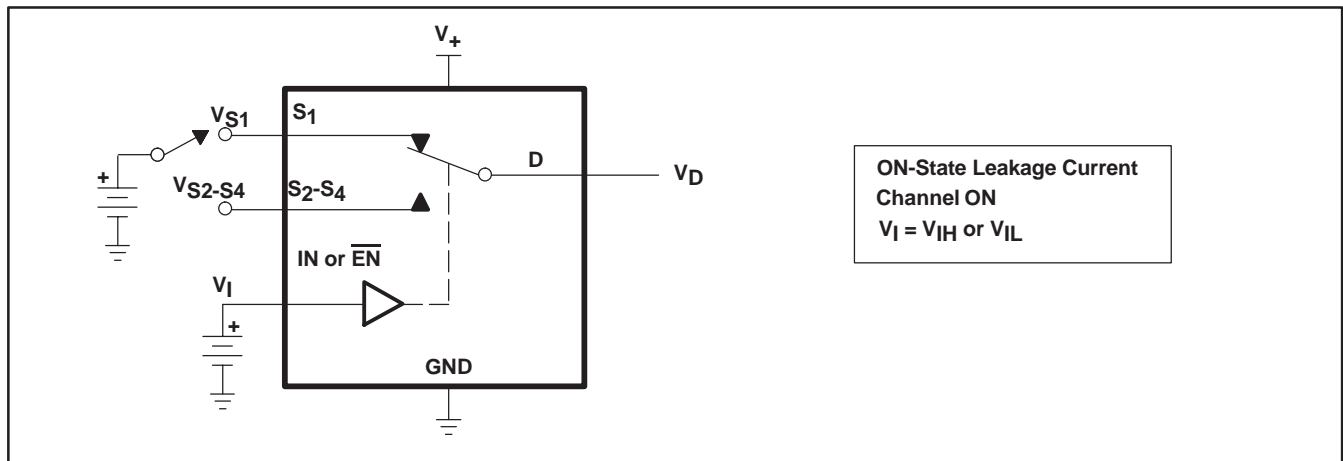 V+
VS1
S1
+
VS2-S4
S2-S4
D
VD
IN or EN
VI
+
GND
ON-State Leakage Current
Channel ON
VI = VIH or VIL